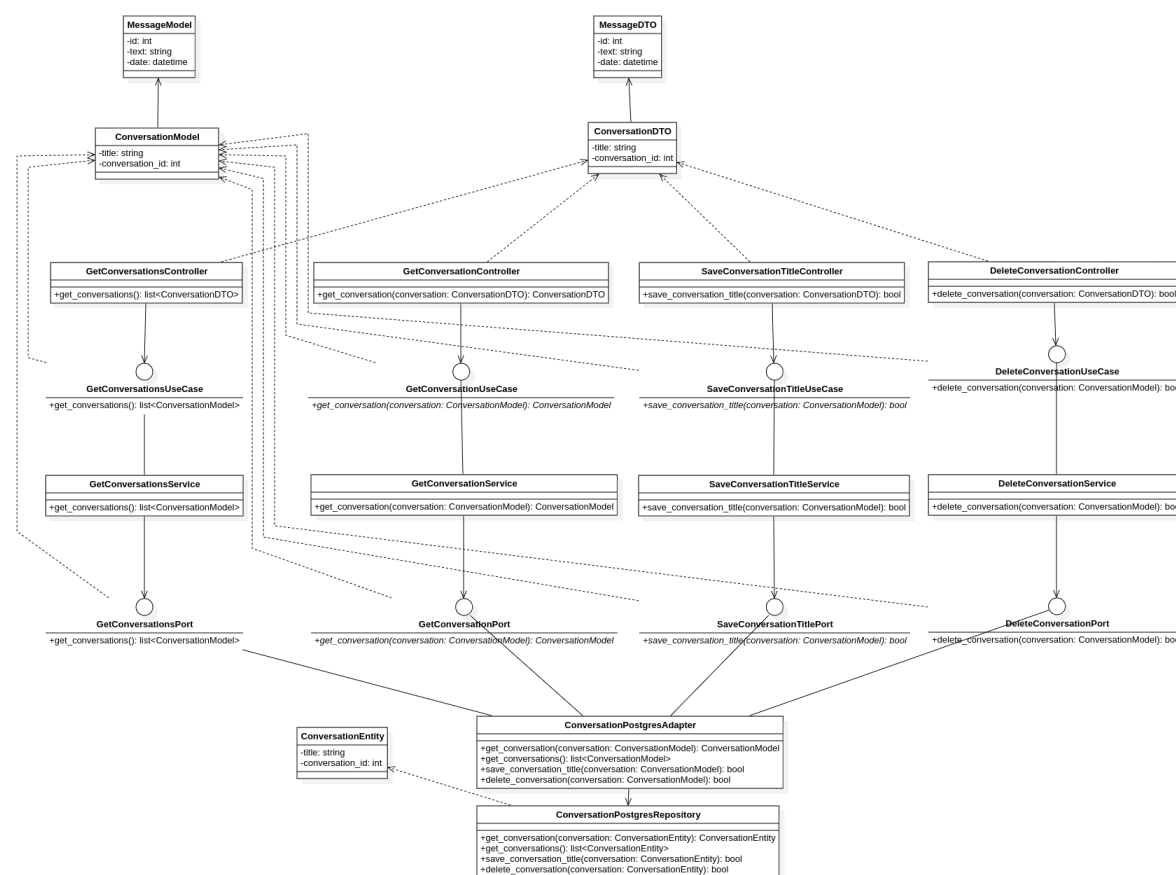 MessageModel
-id: int
-text: string
-date: datetime
MessageDTO
-id: int
-text: string
-date: datetime
ConversationModel
-title: string
-conversation_id: int
ConversationDTO
-title: string
-conversation_id: int
GetConversationsController
+get_conversations(): list<ConversationDTO>
GetConversationController
+get_conversation(conversation: ConversationDTO): ConversationDTO
SaveConversationTitleController
+save_conversation_title(conversation: ConversationDTO): bool
DeleteConversationController
+delete_conversation(conversation: ConversationDTO): bool
GetConversationsUseCase
+get_conversations(): list<ConversationModel>
GetConversationUseCase
+get_conversation(conversation: ConversationModel): ConversationModel
SaveConversationTitleUseCase
+save_conversation_title(conversation: ConversationModel): bool
DeleteConversationUseCase
+delete_conversation(conversation: ConversationModel): boo
GetConversationsService
+get_conversations(): list<ConversationModel>
GetConversationService
+get_conversation(conversation: ConversationModel): ConversationModel
SaveConversationTitleService
+save_conversation_title(conversation: ConversationModel): bool
DeleteConversationService
+delete_conversation(conversation: ConversationModel): boo
GetConversationsPort
+get_conversations(): list<ConversationModel>
GetConversationPort
+get_conversation(conversation: ConversationModel): ConversationModel
SaveConversationTitlePort
+save_conversation_title(conversation: ConversationModel): bool
DeleteConversationPort
+delete_conversation(conversation: ConversationModel): boo
ConversationPostgresAdapter
+get_conversation(conversation: ConversationModel): ConversationModel
+get_conversations(): list<ConversationModel>
+save_conversation_title(conversation: ConversationModel): bool
+delete_conversation(conversation: ConversationModel): bool
ConversationEntity
-title: string
-conversation_id: int
ConversationPostgresRepository
+get_conversation(conversation: ConversationEntity): ConversationEntity
+get_conversations(): list<ConversationEntity>
+save_conversation_title(conversation: ConversationEntity): bool
+delete_conversation(conversation: ConversationEntity): bool